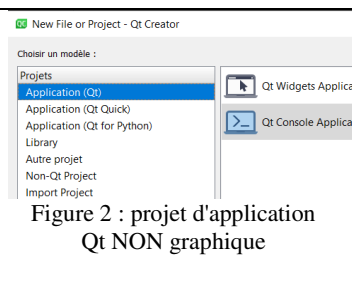 New File or Project - Qt Creator
Choisir un modèle :
Projets
Application (Qt)
Application (Qt Quick)
Application (Qt for Python)
Library
Autre projet
Non-Qt Project
Import Project
Qt Widgets Applica
Qt Console Applica
Figure 2 : projet d'application
Qt NON graphique